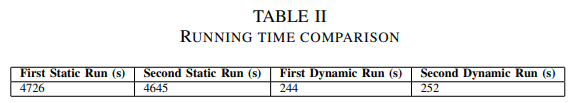 TABLE II
RUNNING TIME COMPARISON
First Static Run (s) Second Static Run (s) First Dynamic Run (s) Second Dynamic Run (s)
4726 4645 244 252